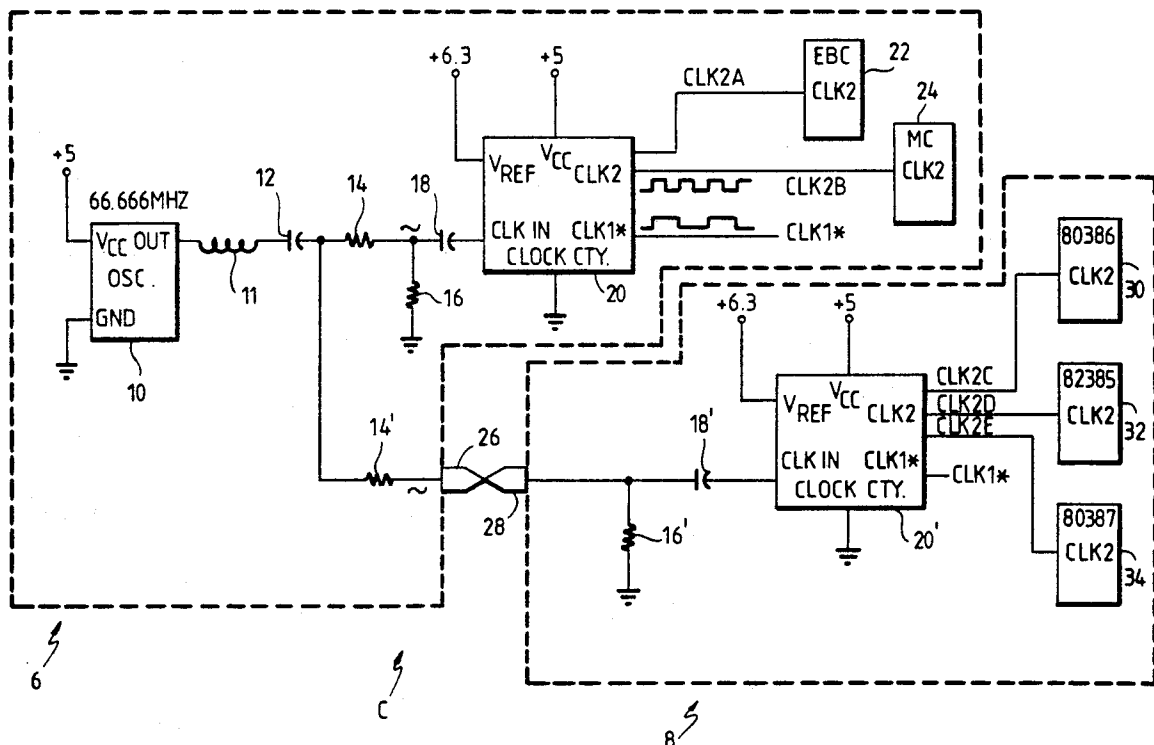 +6.3
+5
EBC
CLK2
22
CLK2A
24
MC
CLK2
+5
66.666MHZ
12
14
18
~
VREF
VCC
CLK2
CLK2B
VCC OUT
OSC.
GND
11
16
CLK IN
CLK1*
CLOCK CTY.
CLK1*
20
10
80386
CLK2
30
+6.3
+5
VREF
VCC
CLK2
CLK2C
CLK2D
CLK2E
82385
CLK2
32
14'
~
26
28
18'
CLK IN
CLK1*
CLOCK CTY.
CLK1*
16'
20'
80387
CLK2
34
6
C
8